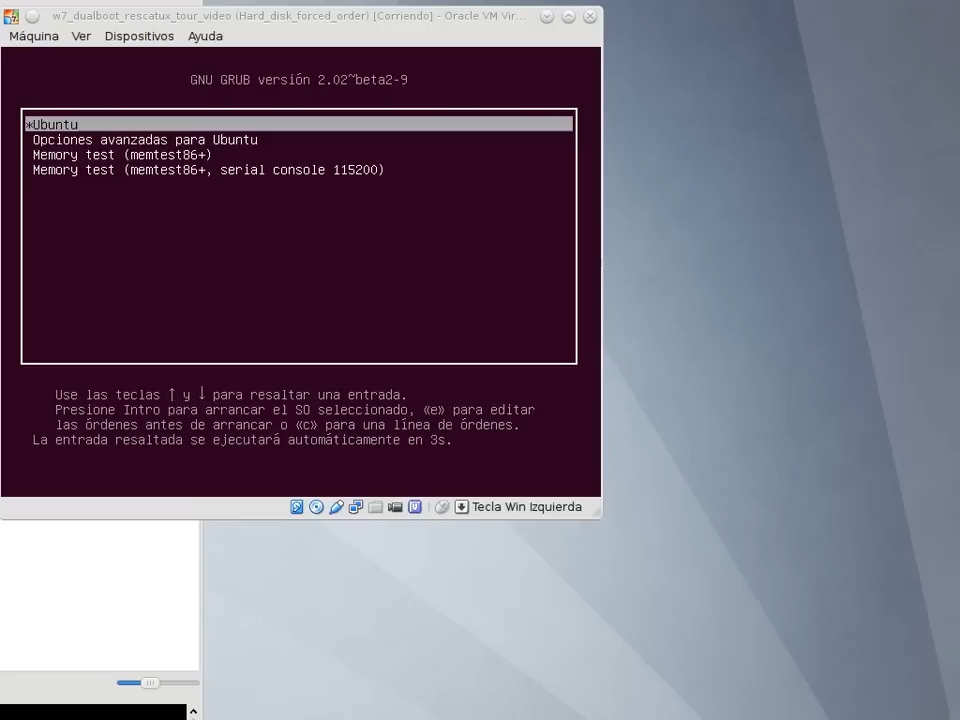 w7_dualboot_rescatux_tour_video (Hard_disk_forced_order) [Corriendo] - Oracle VM Vir...
Máquina Ver Dispositivos Ayuda
GNU GRUB versión 2.02~beta2-9
*Ubuntu
Opciones avanzadas para Ubuntu
Memory test (memtest86+)
Memory test (memtest86+, serial console 115200)
Use las teclas ↑ y ↓ para resaltar una entrada.
Presione Intro para arrancar el SO seleccionado, «e» para editar
las órdenes antes de arrancar o «c» para una línea de órdenes.
La entrada resaltada se ejecutará automáticamente en 3s.
Tecla Win Izquierda